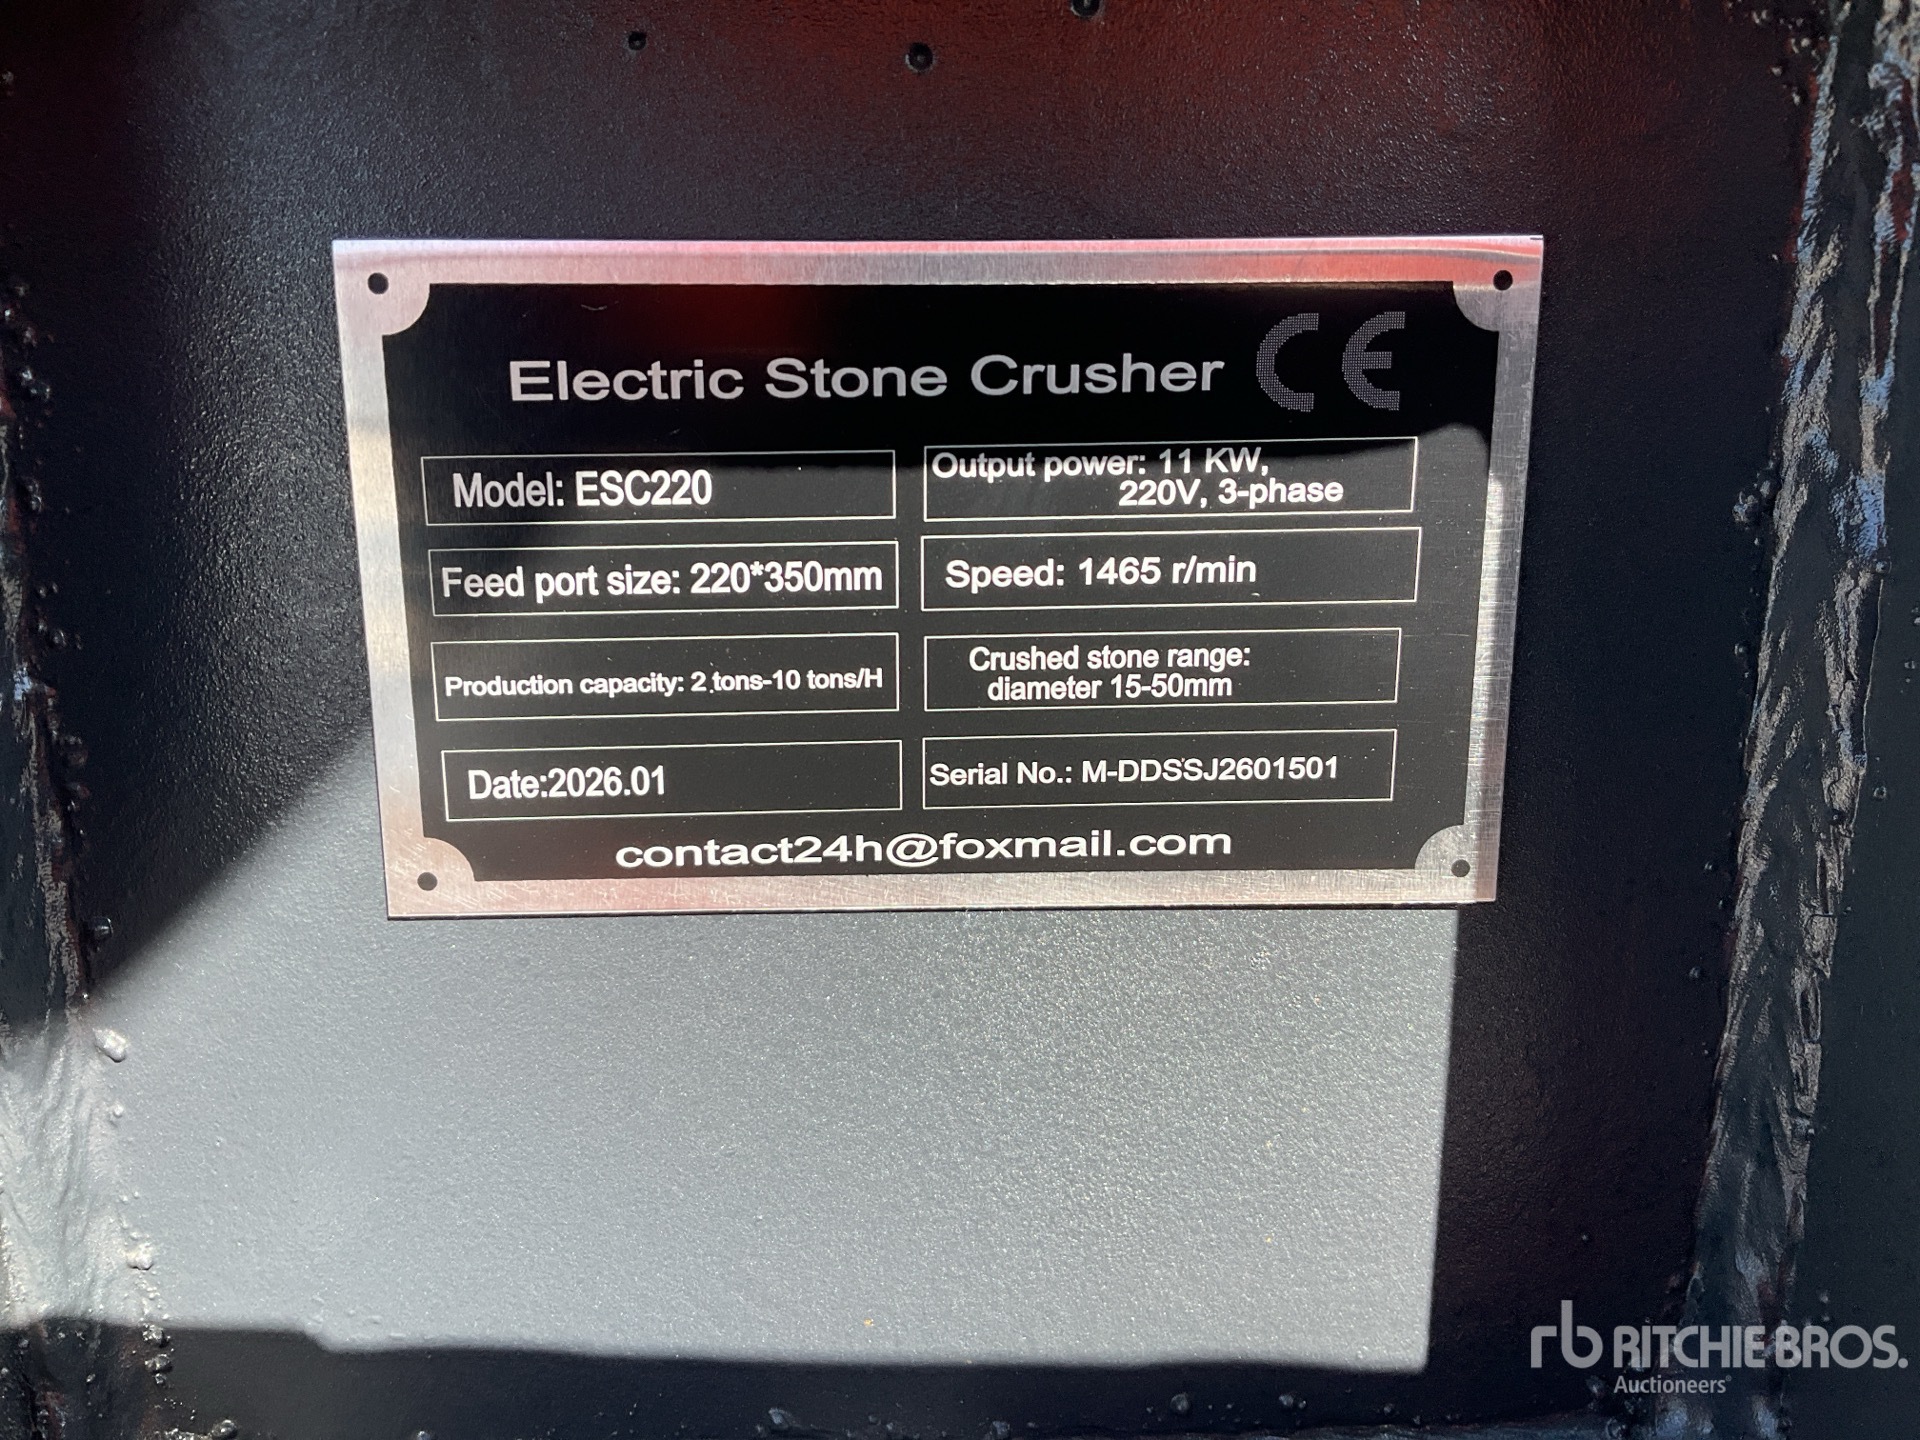 Electric Stone Crusher CE
Model: ESC220
Output power: 11 KW,
220V, 3-phase
Feed port size: 220*350mm
Speed: 1465 r/min
Production capacity: 2 tons-10 tons/H
Crushed stone range:
diameter 15-50mm
Date:2026.01
Serial No.: M-DDSSJ2601501
contact24h@foxmail.com
rb RITCHIE BROS.
Auctioneers